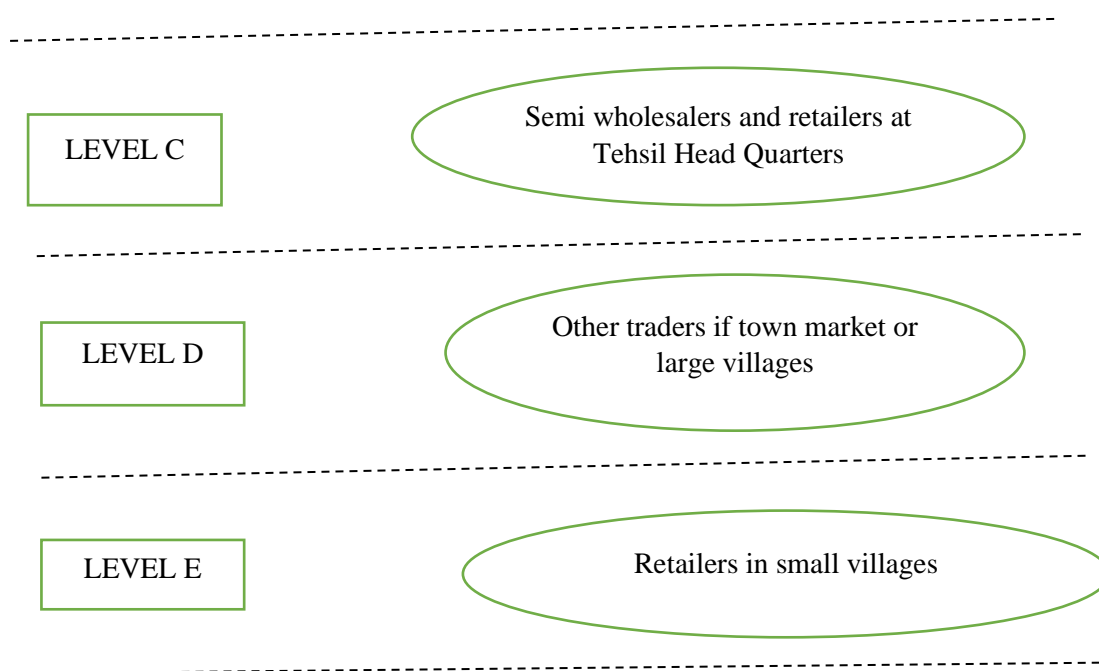 LEVEL C
Semi wholesalers and retailers at
Tehsil Head Quarters
LEVEL D
Other traders if town market or
large villages
LEVEL E
Retailers in small villages